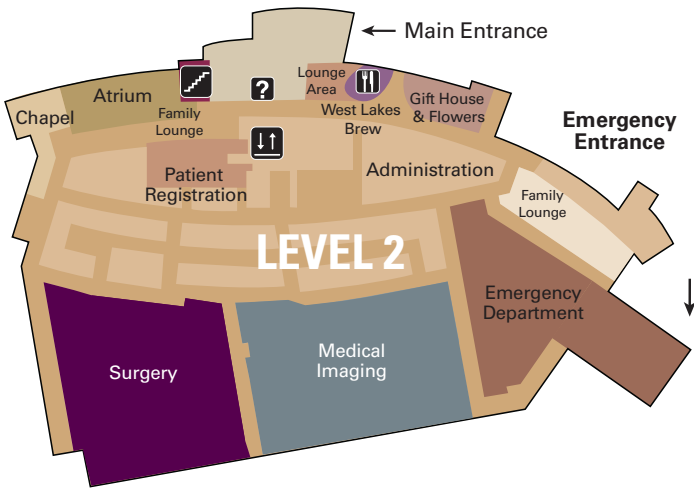 Main Entrance
Lounge
Area
Atrium
?
Gift House
& Flowers
Chapel
Family
Lounge
West Lakes
Brew
Emergency
Entrance
Patient
Registration
Administration
Family
Lounge
LEVEL 2
Emergency
Department
Surgery
Medical
Imaging